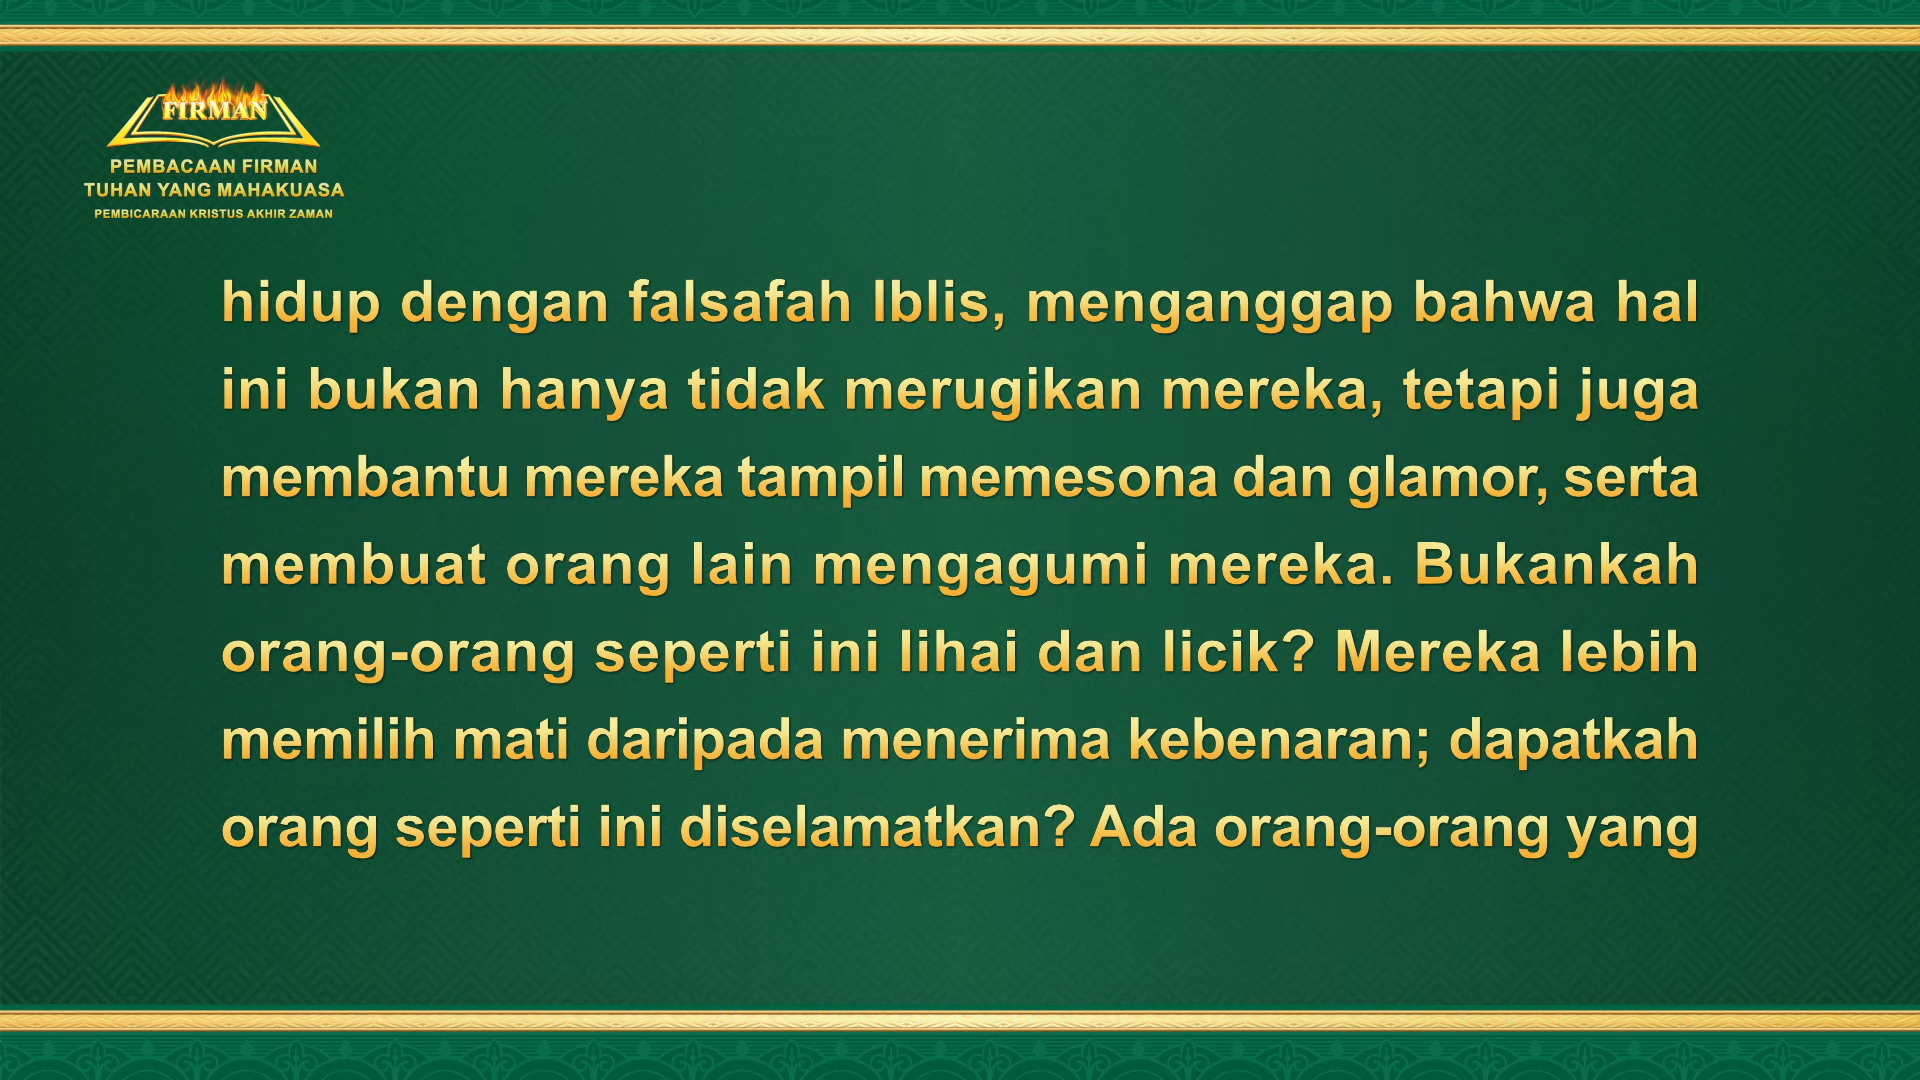 FIRMAN
PEMBACAAN FIRMAN
TUHAN YANG MAHAKUASA
PEMBICARAAN KRISTUS AKHIR ZAMAN
hidup dengan falsafah Iblis, menganggap bahwa hal
ini bukan hanya tidak merugikan mereka, tetapi juga
membantu mereka tampil memesona dan glamor, serta
membuat orang lain mengagumi mereka. Bukankah
orang-orang seperti ini lihai dan licik? Mereka lebih
memilih mati daripada menerima kebenaran; dapatkah
orang seperti ini diselamatkan? Ada orang-orang yang